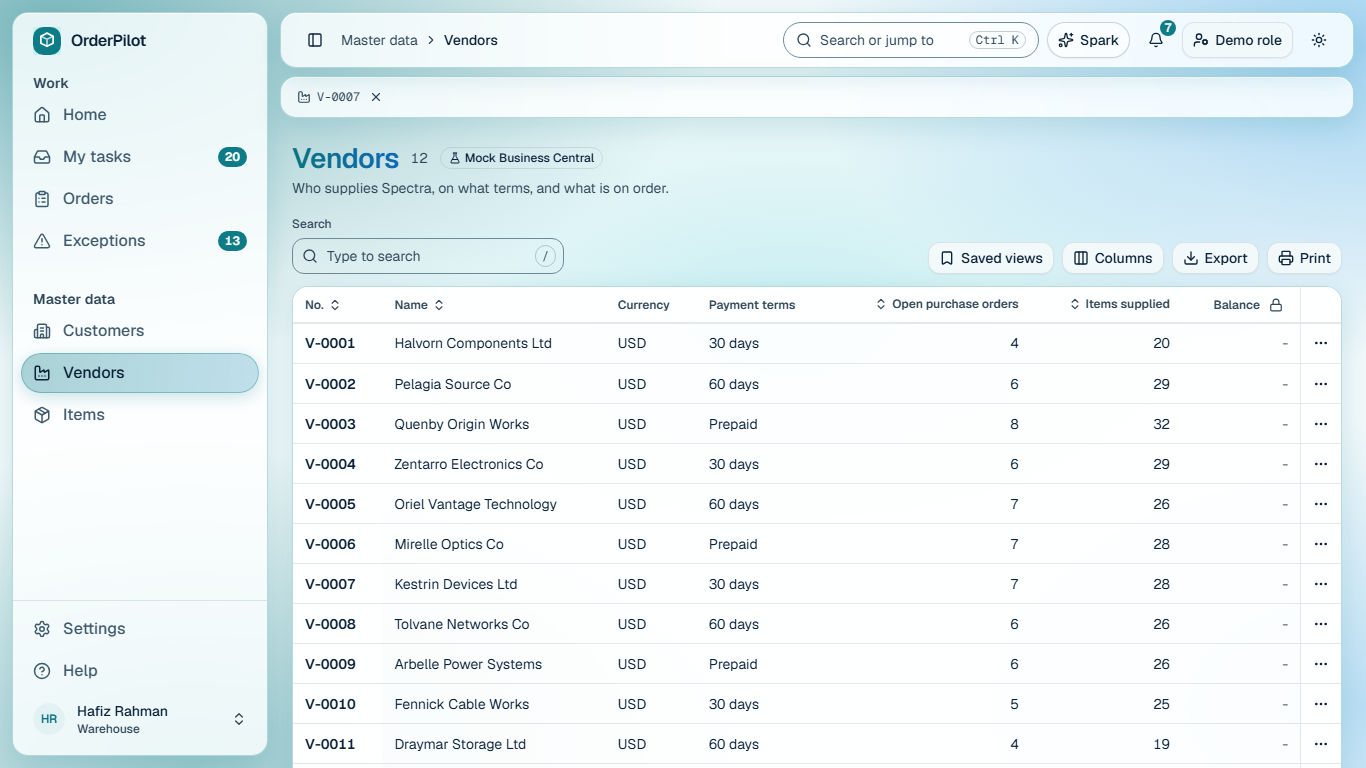 OrderPilot
Work
Home
My tasks 20
Orders
Exceptions 13
Master data
Customers
Vendors
Items
Settings
Help
HR Hafiz Rahman
Warehouse
Master data > Vendors
Search or jump to Ctrl K
Spark
7
Demo role
V-0007
Vendors 12 Mock Business Central
Who supplies Spectra, on what terms, and what is on order.
Search
Type to search /
Saved views Columns Export Print
No. Name Currency Payment terms Open purchase orders Items supplied Balance
V-0001 Halvorn Components Ltd USD 30 days 4 20 -
V-0002 Pelagia Source Co USD 60 days 6 29 -
V-0003 Quenby Origin Works USD Prepaid 8 32 -
V-0004 Zentarro Electronics Co USD 30 days 6 29 -
V-0005 Oriel Vantage Technology USD 60 days 7 26 -
V-0006 Mirelle Optics Co USD Prepaid 7 28 -
V-0007 Kestrin Devices Ltd USD 30 days 7 28 -
V-0008 Tolvane Networks Co USD 60 days 6 26 -
V-0009 Arbelle Power Systems USD Prepaid 6 26 -
V-0010 Fennick Cable Works USD 30 days 5 25 -
V-0011 Draymar Storage Ltd USD 60 days 4 19 -